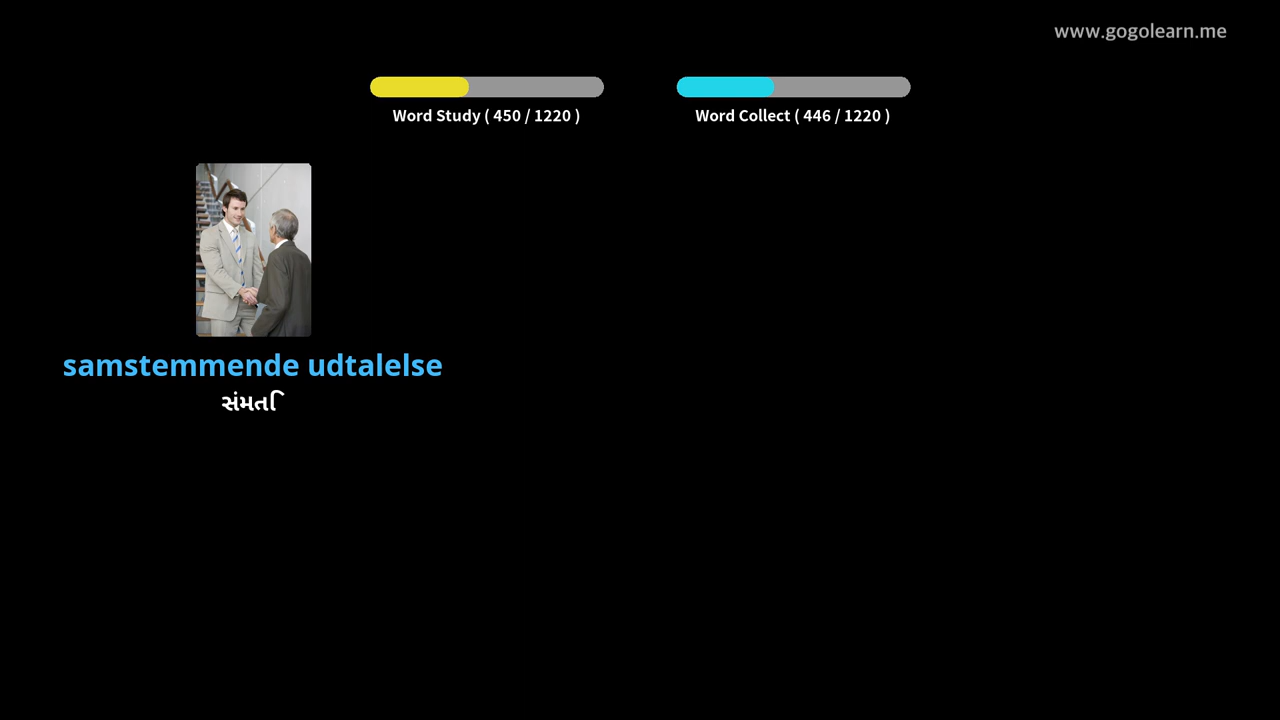 www.gogolearn.me
Word Study ( 450 / 1220 )
Word Collect ( 446 / 1220 )
samstemmende udtalelse
સંમતિ